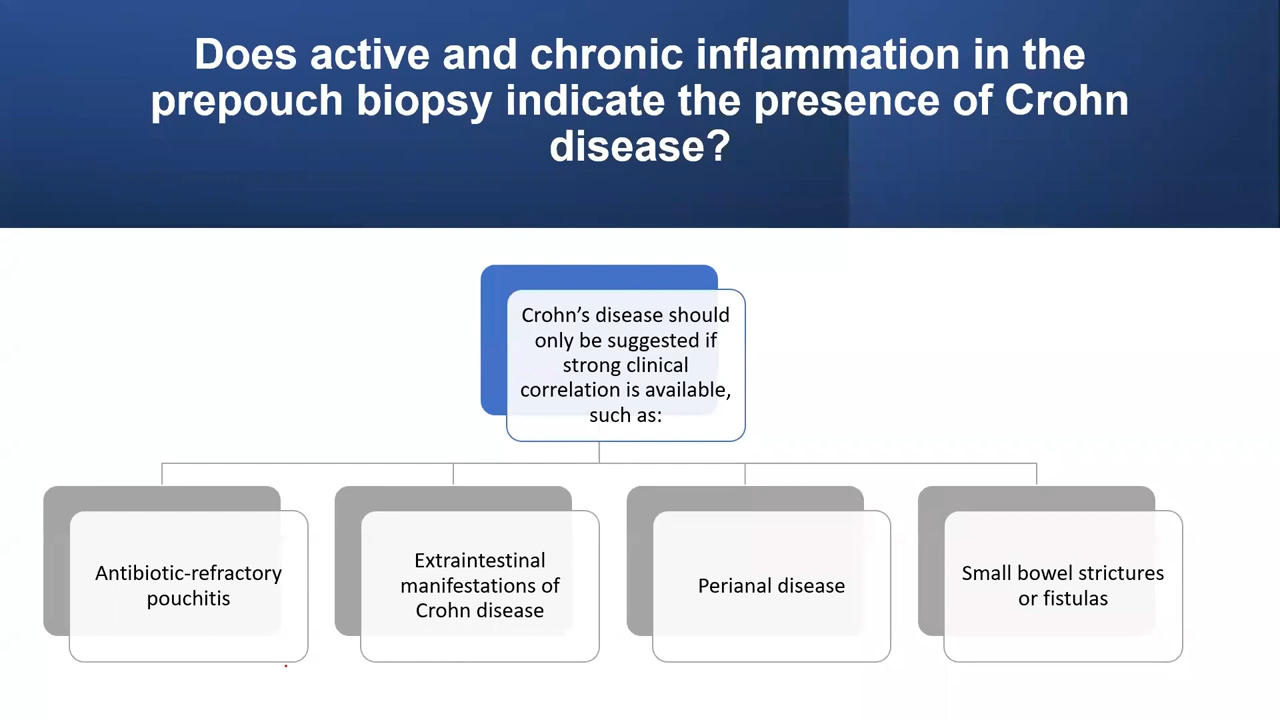 Does active and chronic inflammation in the
prepouch biopsy indicate the presence of Crohn
disease?
Crohn’s disease should
only be suggested if
strong clinical
correlation is available,
such as:
Antibiotic-refractory
pouchitis
Extraintestinal
manifestations of
Crohn disease
Perianal disease
Small bowel strictures
or fistulas